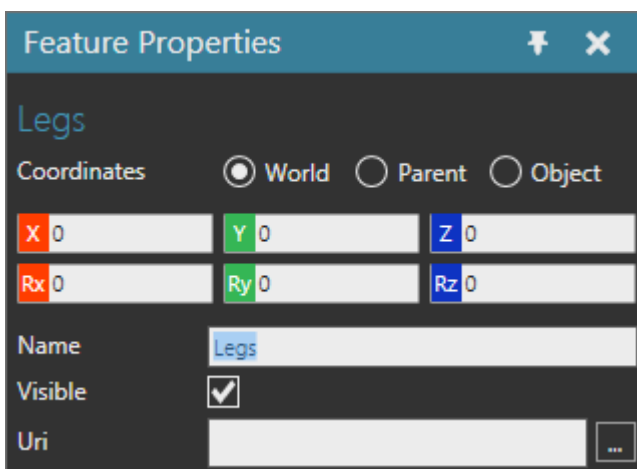 Feature Properties
Legs
Coordinates World Parent Object
X 0 Y 0 Z 0
Rx 0 Ry 0 Rz 0
Name Legs
Visible
Uri ...